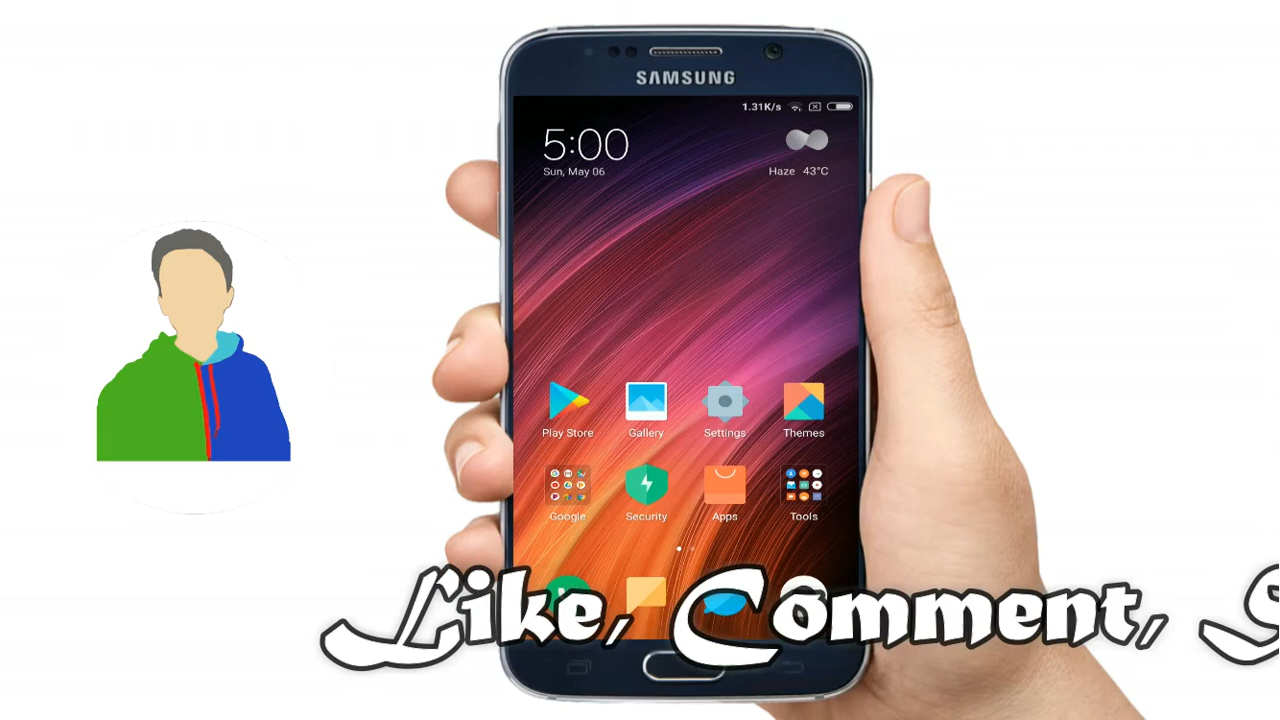 SAMSUNG
1.31K/s
5:00
Sun, May 06
Haze 43°C
Play Store Gallery Settings Themes
Google Security Apps Tools
Like, Comment, S